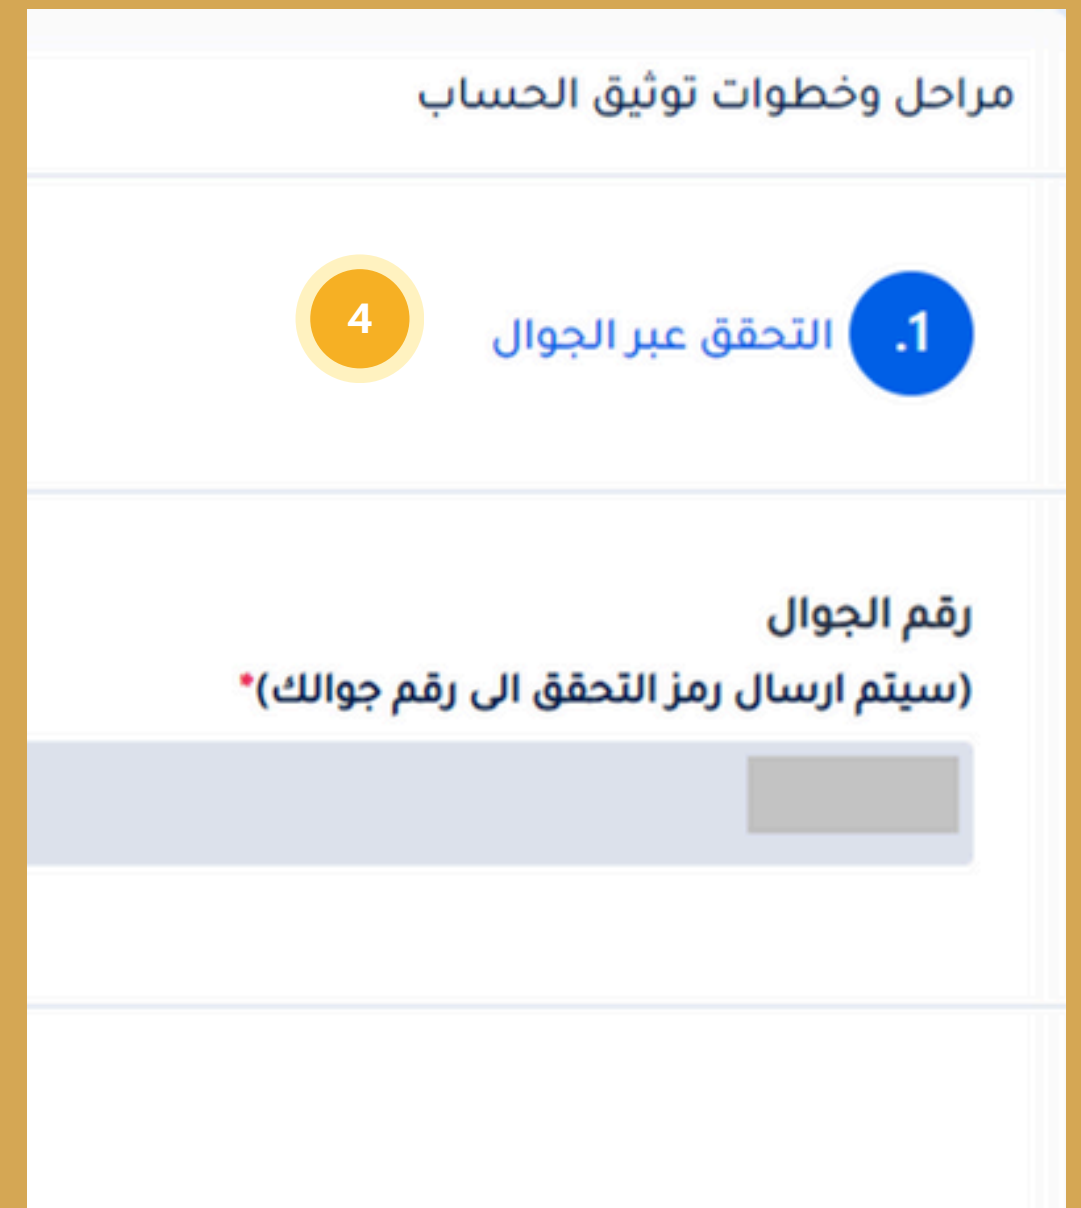 مراحل وخطوات توثيق الحساب
1. التحقق عبر الجوال
4
رقم الجوال
(سيتم ارسال رمز التحقق الى رقم جوالك)*